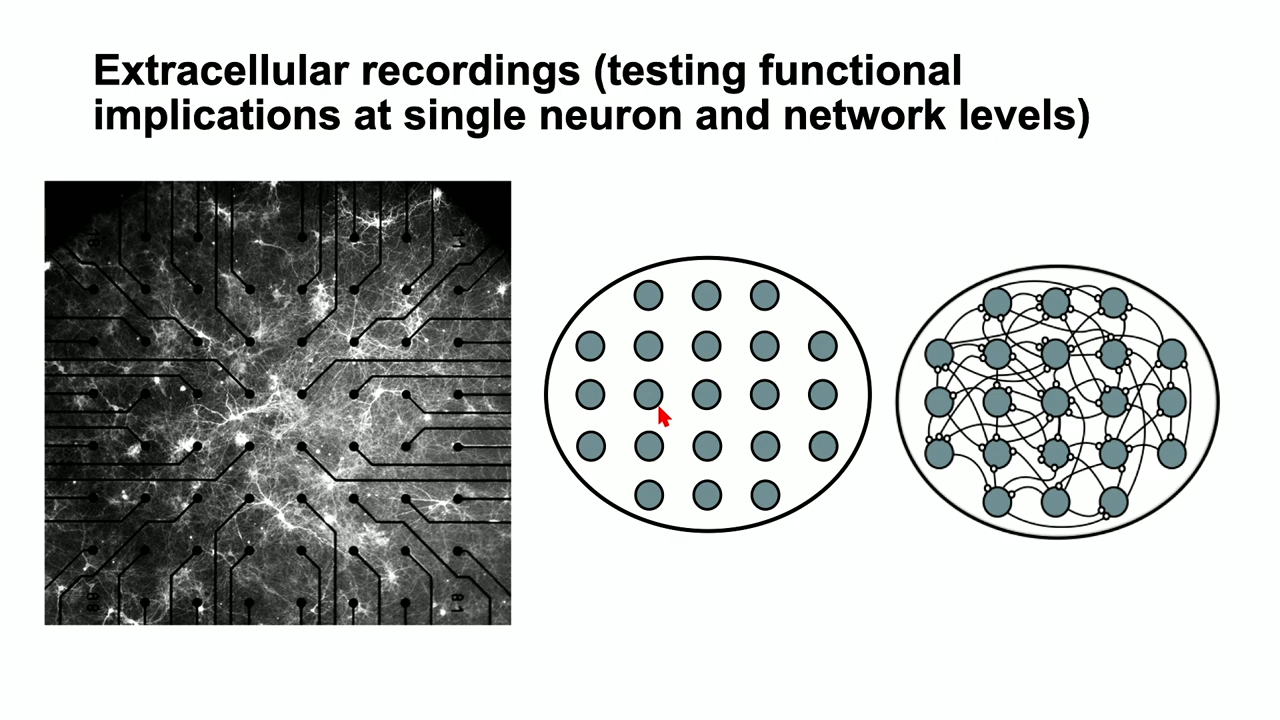 Extracellular recordings (testing functional
implications at single neuron and network levels)